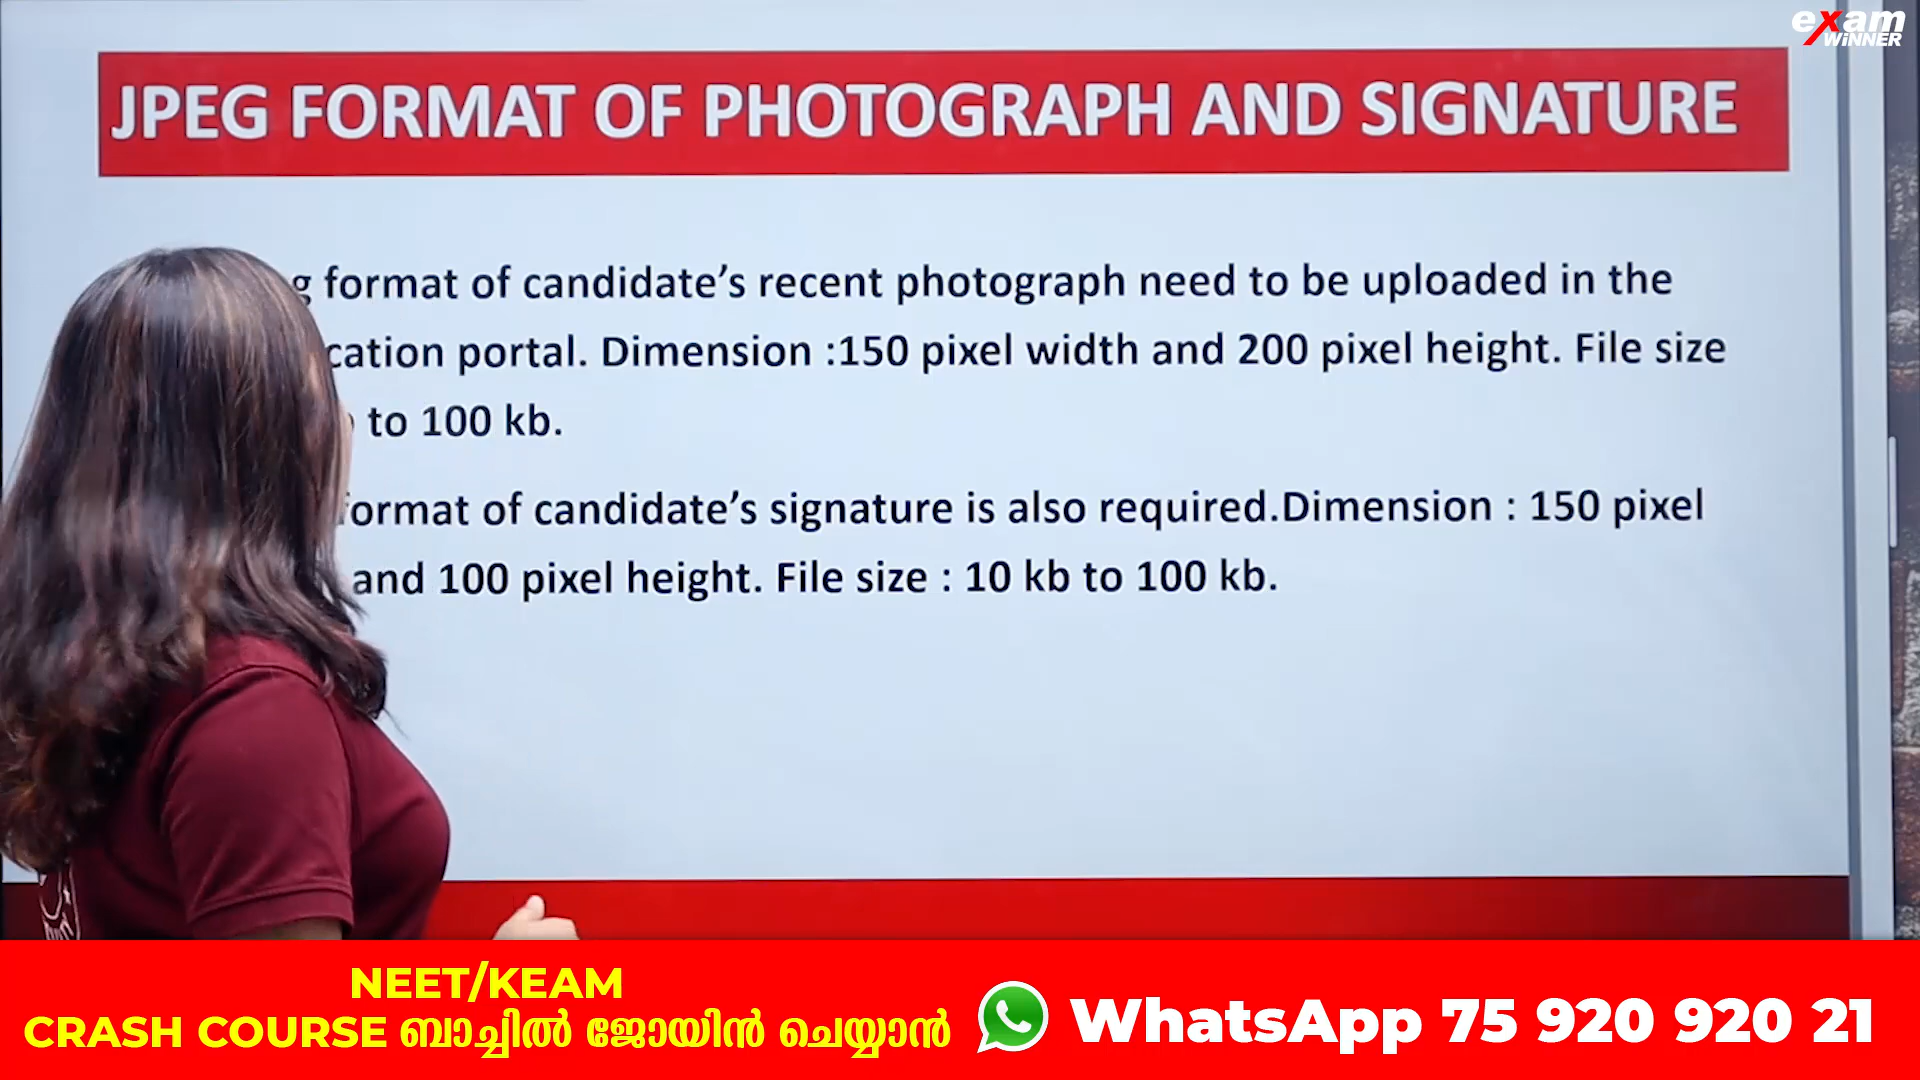 exam
WINNER
JPEG FORMAT OF PHOTOGRAPH AND SIGNATURE
format of candidate’s recent photograph need to be uploaded in the
portal. Dimension :150 pixel width and 200 pixel height. File size
to 100 kb.
of candidate’s signature is also required.Dimension : 150 pixel
and 100 pixel height. File size : 10 kb to 100 kb.
NEET/KEAM
CRASH COURSE ബാച്ചിൽ ജോയിൻ ചെയ്യാൻ
WhatsApp 75 920 920 21